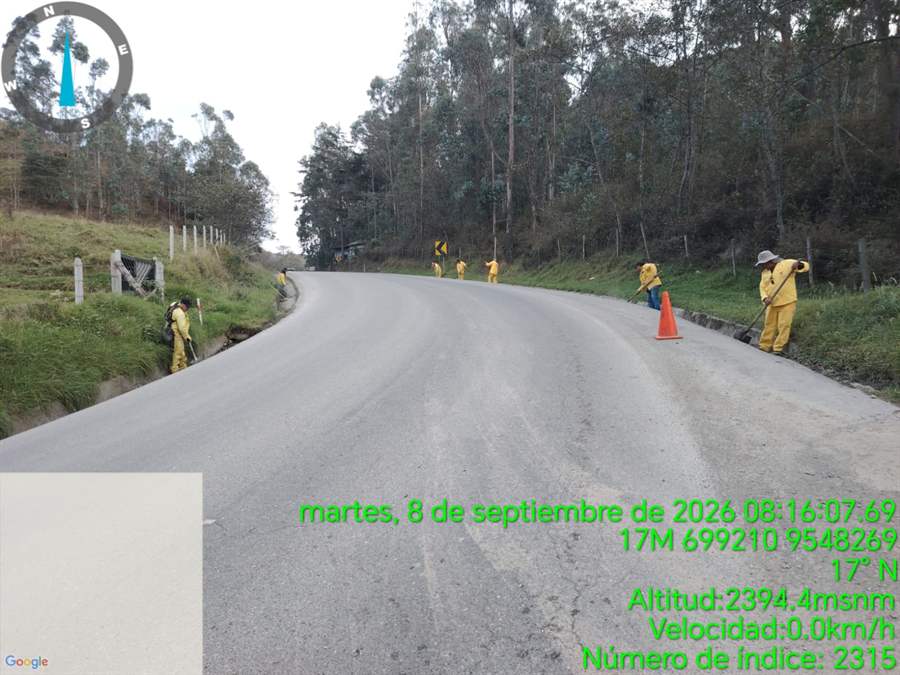 N
E
W
S
martes, 8 de septiembre de 2026 08:16:07.69
17M 699210 9548269
17° N
Altitud:2394.4msnm
Velocidad:0.0km/h
Número de índice: 2315
Google